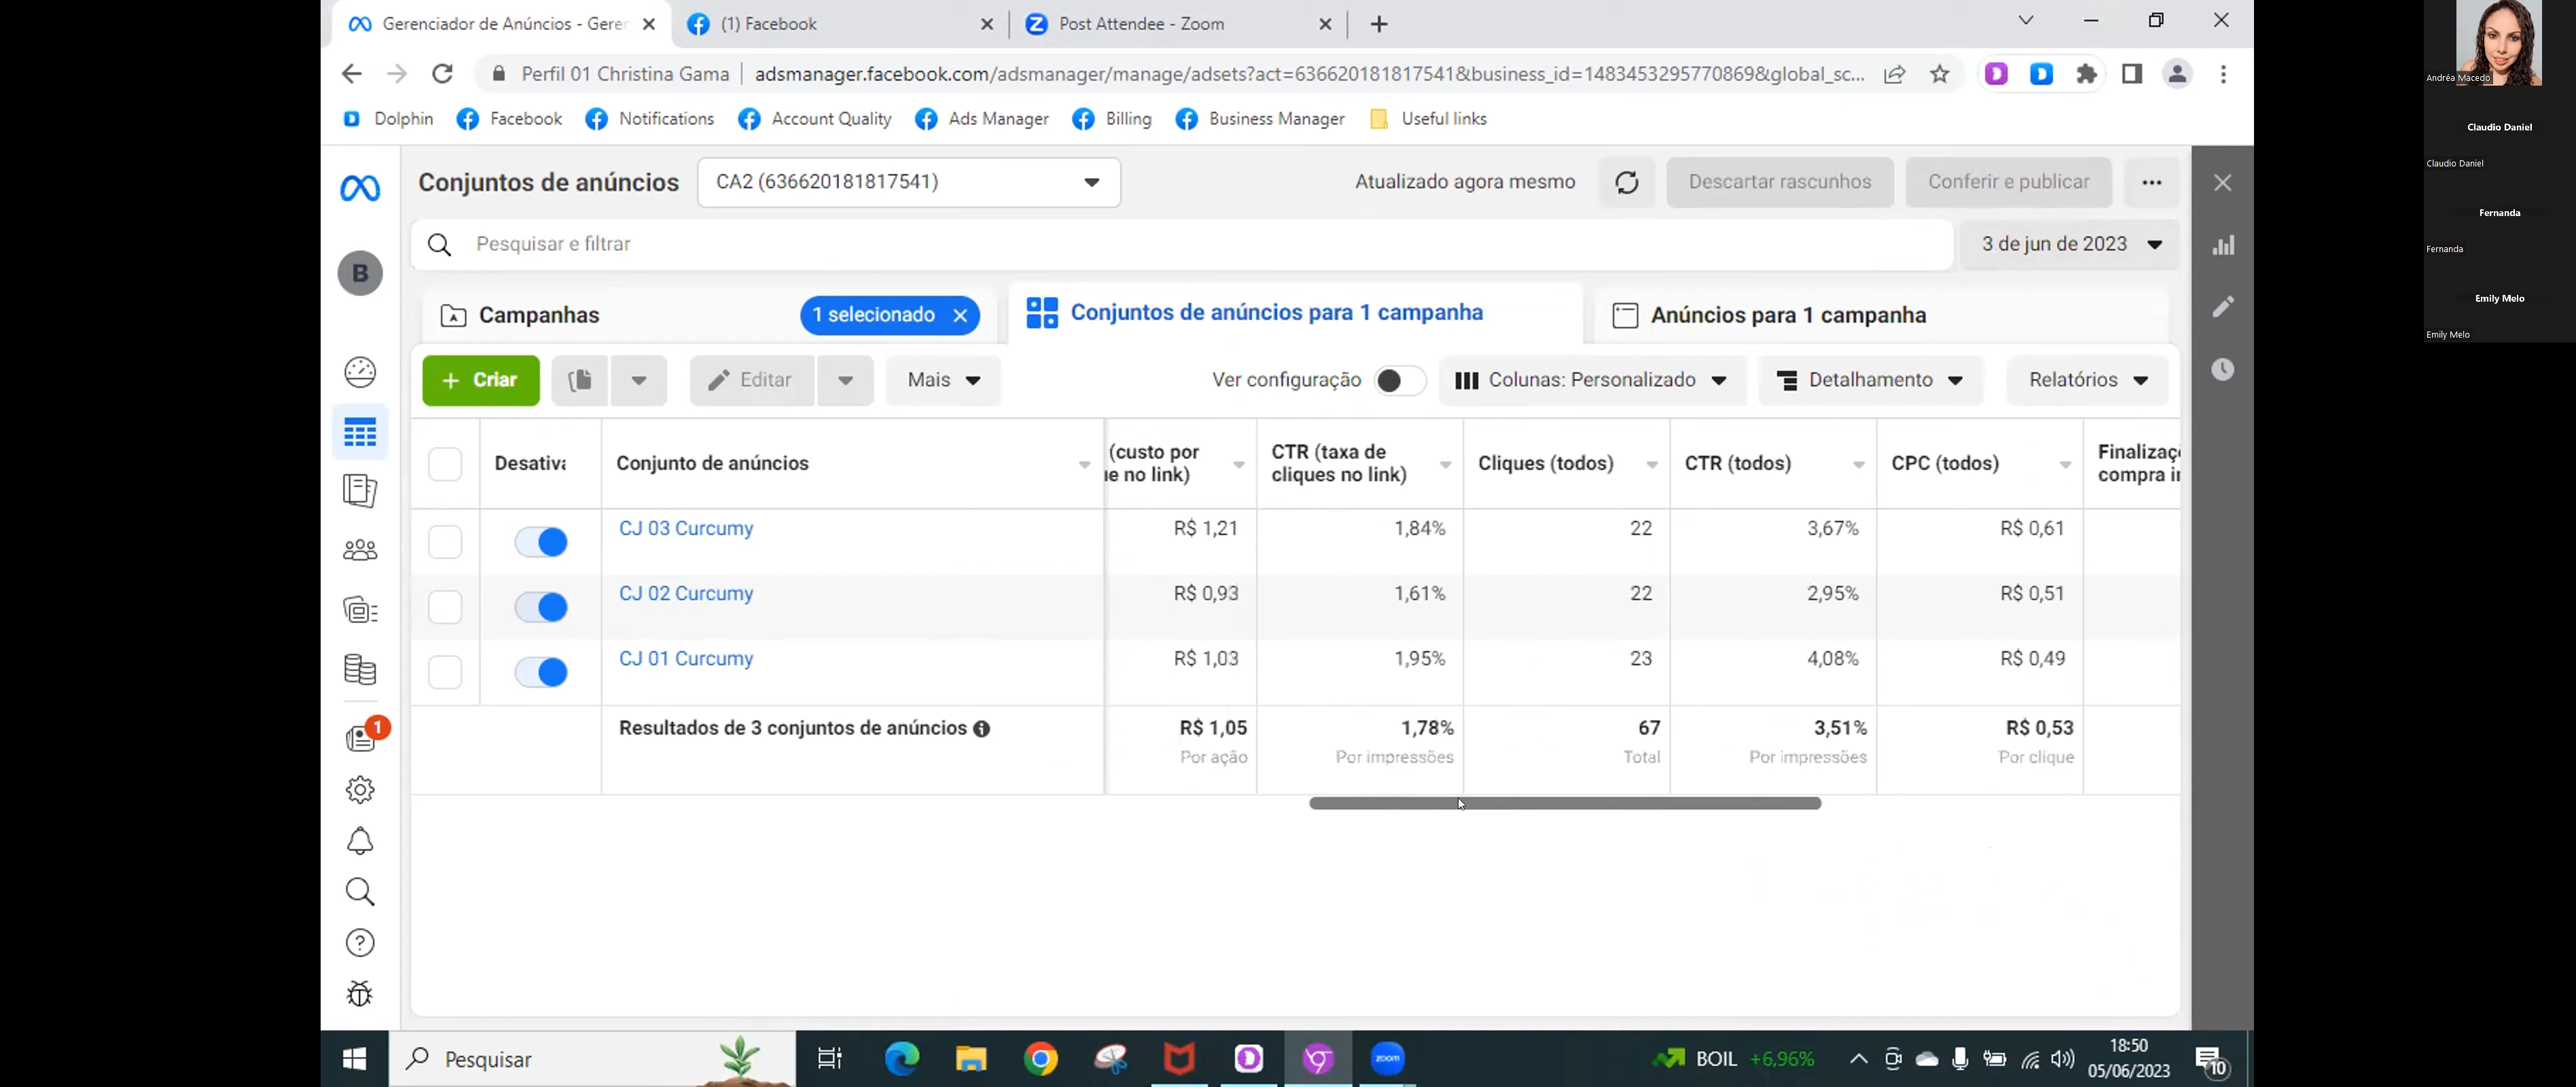 Gerenciador de Anúncios - Geren
(1) Facebook
Post Attendee - Zoom
Perfil 01 Christina Gama
adsmanager.facebook.com/adsmanager/manage/adsets?act=636620181817541&business_id=1483453295770869&global_sc...
Dolphin
Facebook
Notifications
Account Quality
Ads Manager
Billing
Business Manager
Useful links
Conjuntos de anúncios
CA2 (636620181817541)
Atualizado agora mesmo
Descartar rascunhos
Conferir e publicar
B
Pesquisar e filtrar
3 de jun de 2023
Campanhas
1 selecionado
Conjuntos de anúncios para 1 campanha
Anúncios para 1 campanha
+ Criar
Editar
Mais
Ver configuração
Colunas: Personalizado
Detalhamento
Relatórios
Desativa
Conjunto de anúncios
(custo por
ue no link)
CTR (taxa de
cliques no link)
Cliques (todos)
CTR (todos)
CPC (todos)
Finalizaç
compra in
CJ 03 Curcumy
R$ 1,21
1,84%
22
3,67%
R$ 0,61
CJ 02 Curcumy
R$ 0,93
1,61%
22
2,95%
R$ 0,51
CJ 01 Curcumy
R$ 1,03
1,95%
23
4,08%
R$ 0,49
Resultados de 3 conjuntos de anúncios
R$ 1,05
1,78%
67
3,51%
R$ 0,53
Por ação
Por impressões
Total
Por impressões
Por clique
1
Pesquisar
zoom
BOIL +6,96%
18:50
05/06/2023
10
Andréa Macedo
Claudio Daniel
Claudio Daniel
Fernanda
Fernanda
Emily Melo
Emily Melo